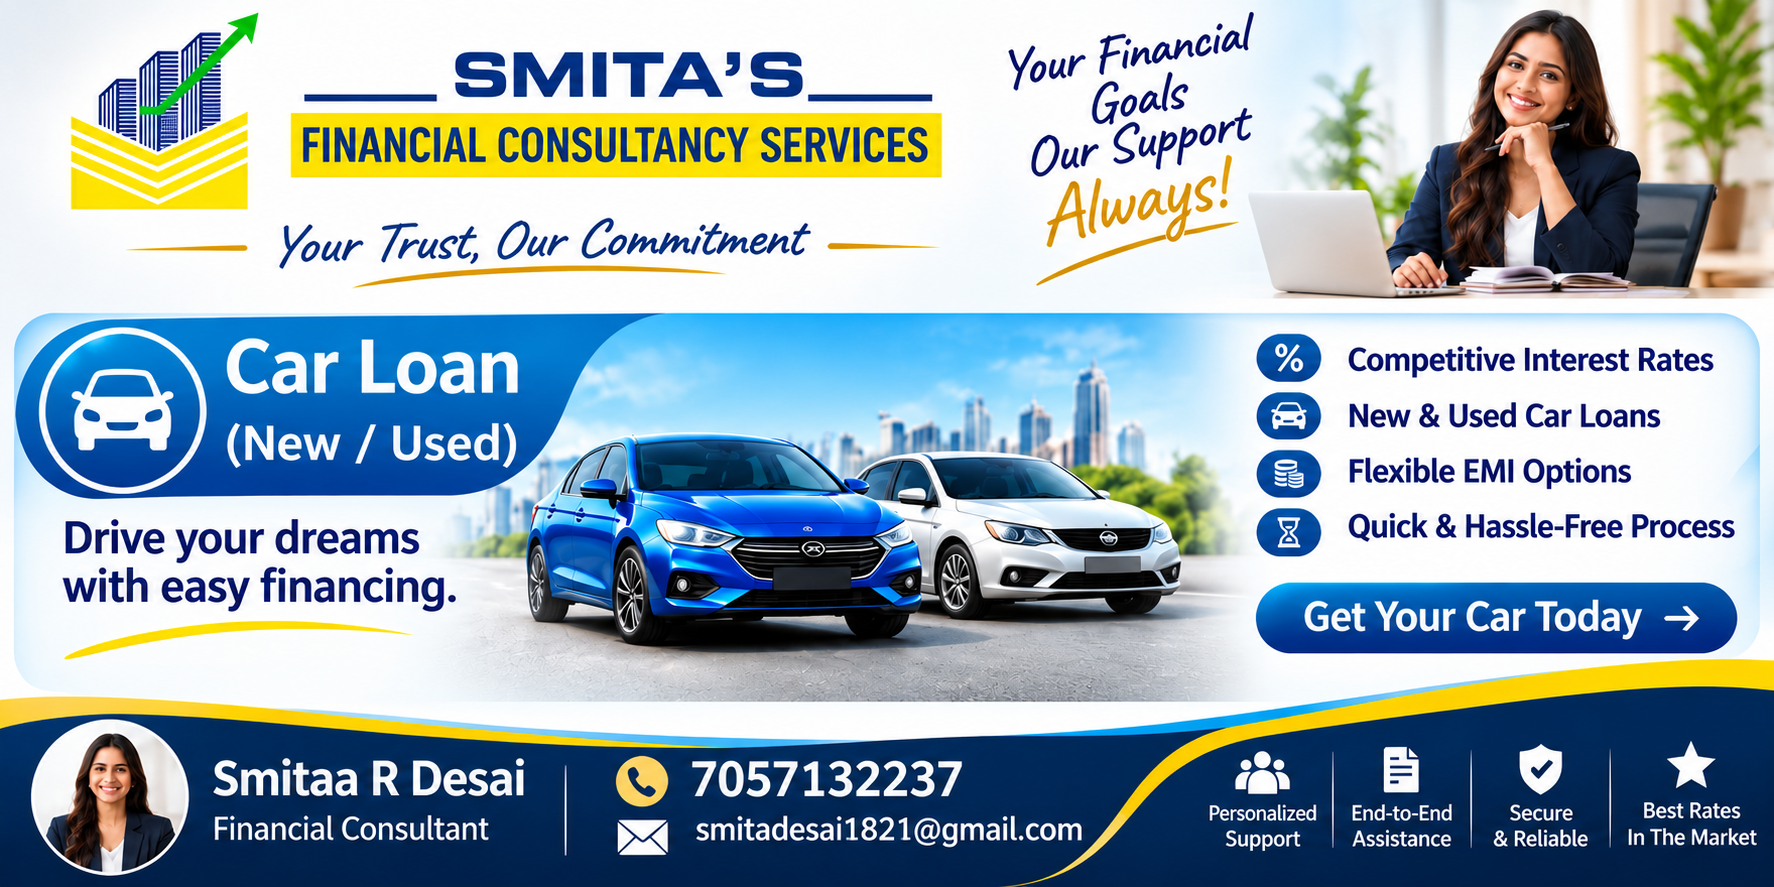 SMITA'S
FINANCIAL CONSULTANCY SERVICES
Your Trust, Our Commitment
Your Financial
Goals
Our Support
Always!
Car Loan
(New / Used)
Drive your dreams
with easy financing.
%
Competitive Interest Rates
New & Used Car Loans
Flexible EMI Options
Quick & Hassle-Free Process
Get Your Car Today →
Smitaa R Desai
Financial Consultant
7057132237
smitadesai1821@gmail.com
Personalized
Support
End-to-End
Assistance
Secure
& Reliable
Best Rates
In The Market